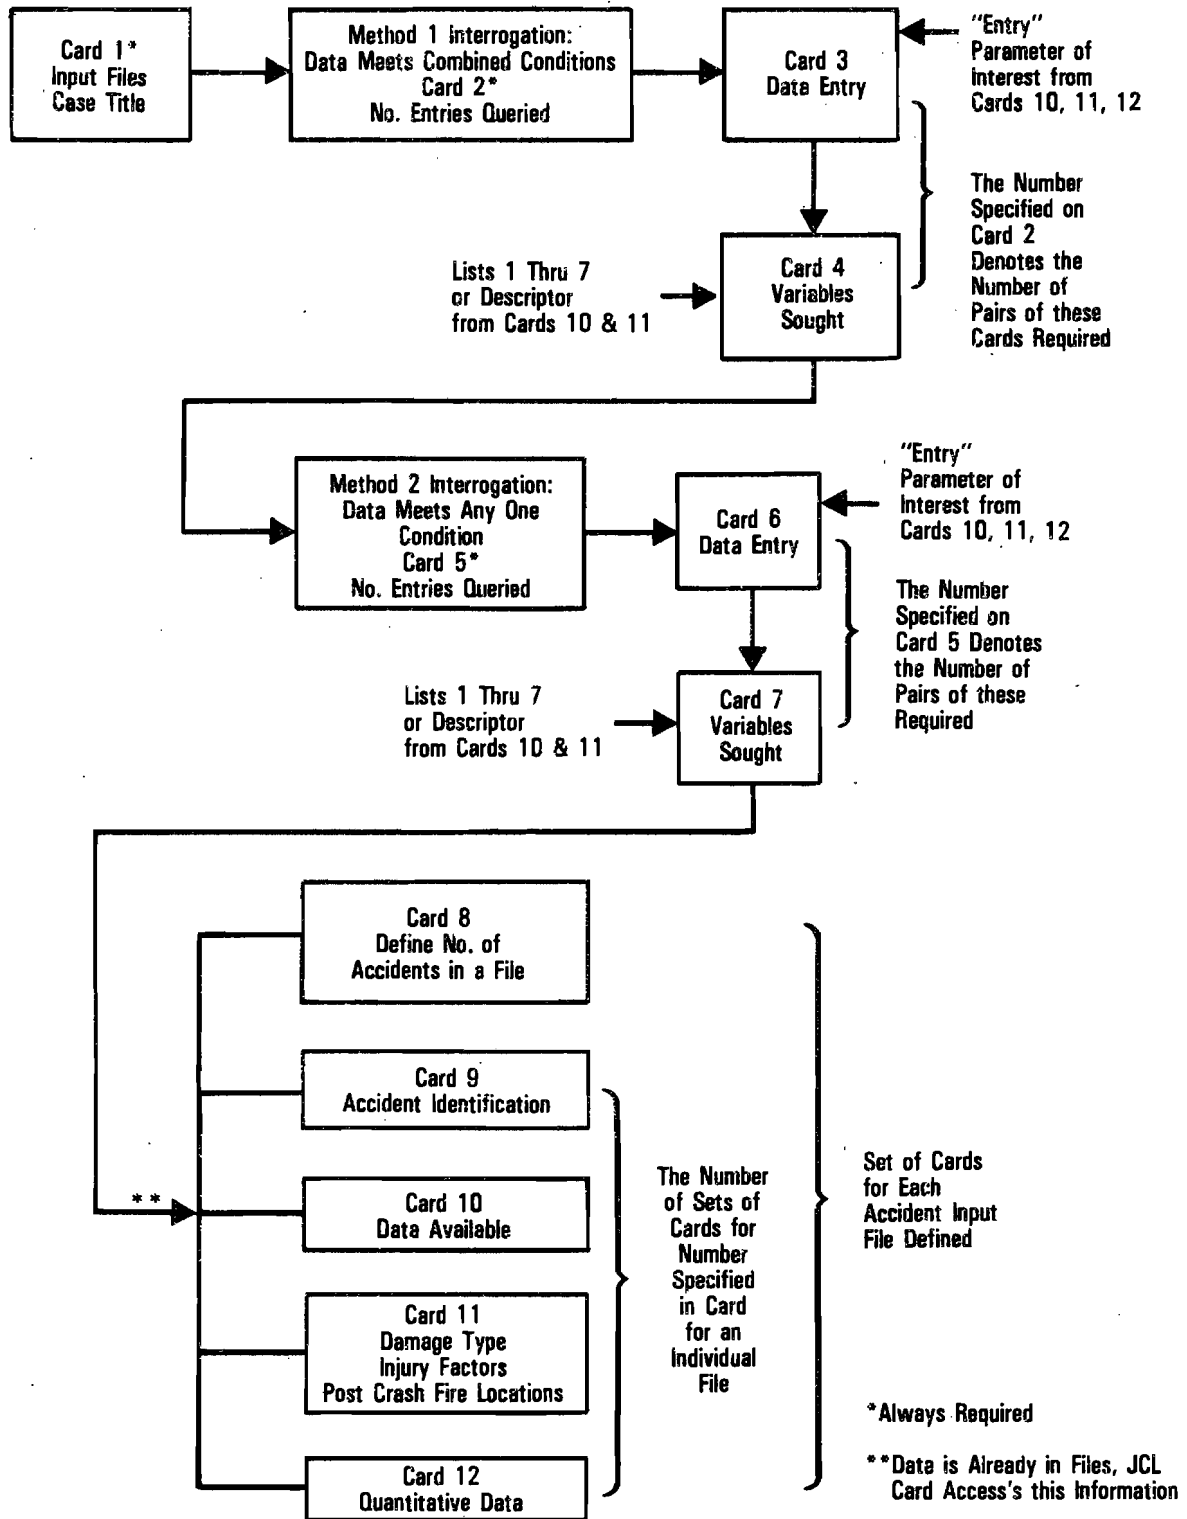 Card 1*
Input Files
Case Title
Method 1 Interrogation:
Data Meets Combined Conditions
Card 2*
No. Entries Queried
Card 3
Data Entry
"Entry"
Parameter of
Interest from
Cards 10, 11, 12
The Number
Specified on
Card 2
Denotes the
Number of
Pairs of these
Cards Required
Lists 1 Thru 7
or Descriptor
from Cards 10 & 11
Card 4
Variables
Sought
Method 2 Interrogation:
Data Meets Any One
Condition
Card 5*
No. Entries Queried
Card 6
Data Entry
"Entry"
Parameter of
Interest from
Cards 10, 11, 12
The Number
Specified on
Card 5 Denotes
the Number of
Pairs of these
Required
Lists 1 Thru 7
or Descriptor
from Cards 10 & 11
Card 7
Variables
Sought
Card 8
Define No. of
Accidents in a File
Card 9
Accident Identification
**
Card 10
Data Available
Card 11
Damage Type
Injury Factors
Post Crash Fire Locations
Card 12
Quantitative Data
The Number
of Sets of
Cards for
Number
Specified
in Card
for an
Individual
File
Set of Cards
for Each
Accident Input
File Defined
*Always Required
**Data is Already in Files, JCL
Card Access's this Information